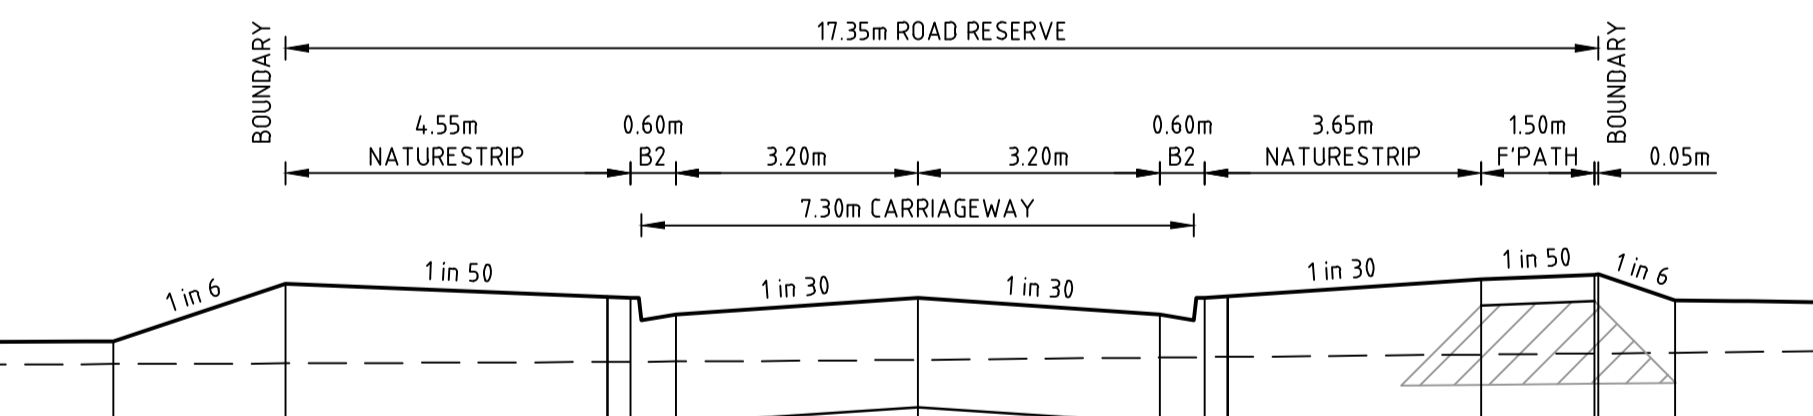 17.35m ROAD RESERVE
BOUNDARY
BOUNDARY
4.55m
NATURESTRIP
0.60m
B2
3.20m
3.20m
0.60m
B2
3.65m
NATURESTRIP
1.50m
F'PATH
0.05m
7.30m CARRIAGEWAY
1 in 6
1 in 50
1 in 30
1 in 30
1 in 30
1 in 50
1 in 6